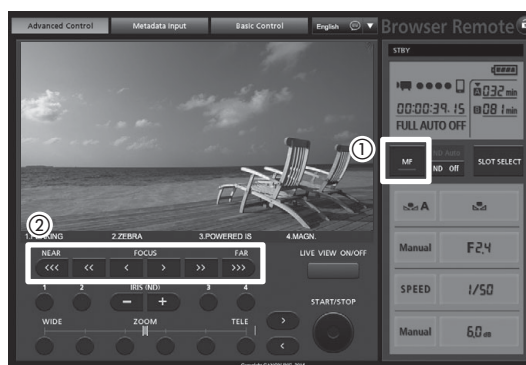 Advanced Control Metadata Input Basic Control English Browser Remote
STBY
032 min
00:00:39.15 081 min
FULL AUTO OFF
①
MF ND Auto SLOT SELECT
ND Off
A
②
1.PEAKING 2.ZEBRA 3.POWERED IS 4.MAGN.
NEAR FOCUS FAR LIVE VIEW ON/OFF
<<< << < > >> >>>
Manual F2.4
1 2 IRIS (ND) 3 4
− +
SPEED 1/50
START/STOP
WIDE ZOOM TELE
>
<
Manual 6.0 dB